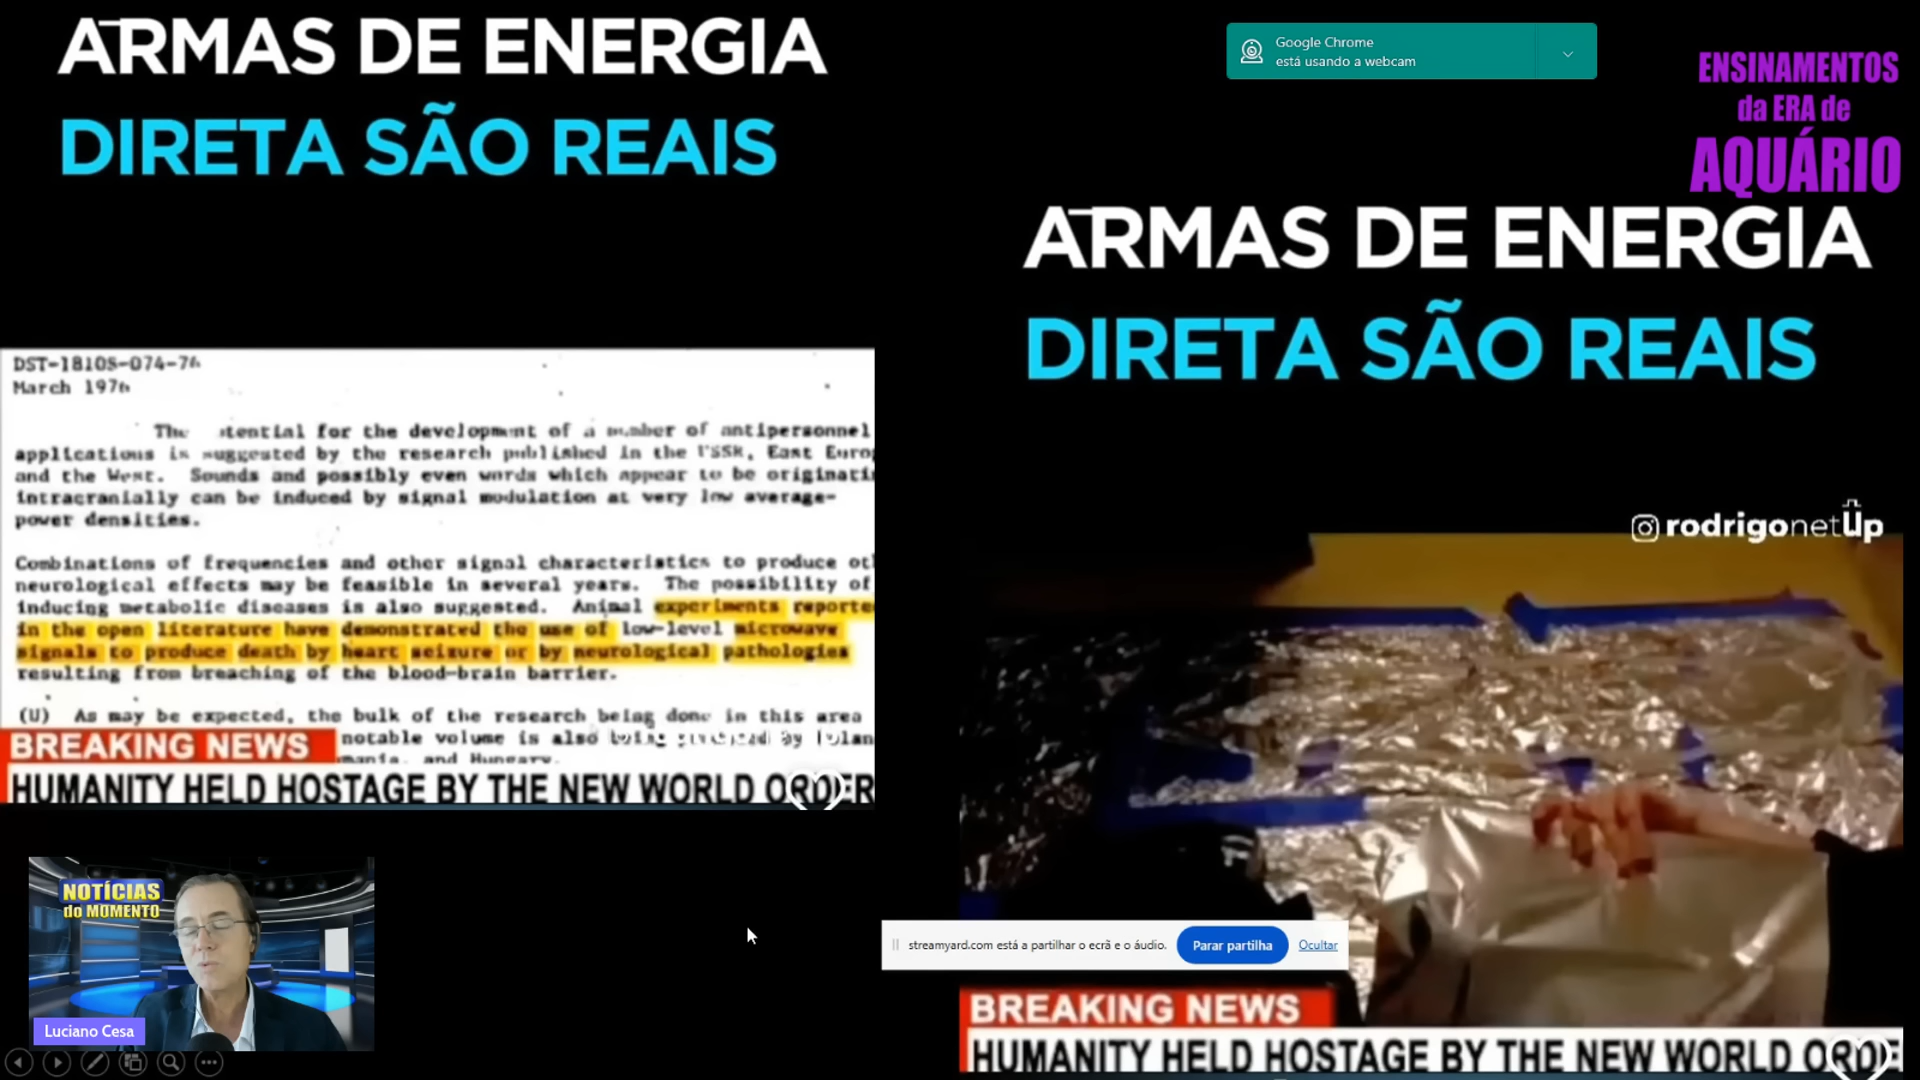 ARMAS DE ENERGIA
DIRETA SÃO REAIS
DST-1810S-074-76
March 1976
The for the development of a number of antipersonnel
applications is suggested by the research published in the USSR, East
and the West. Sounds and possibly even words which appear to be
intracranially can be induced by signal modulation at very low average-
power densities.
Combinations of frequencies and other signal characteristics to produce
neurological effects may be feasible in several years. The possibility of
inducing metabolic diseases is also suggested. Animal experiments
in the open literature have demonstrated the use of low-level microwave
signals to produce death by heart seizure or by neurological pathologies
resulting from breaching of the blood-brain barrier.
(U) As may be expected, the bulk of the research being done in this area
notable volume is also being by
and Hungary.
BREAKING NEWS
HUMANITY HELD HOSTAGE BY THE NEW WORLD ORDER
NOTÍCIAS
do MOMENTO
Luciano Cesa
Google Chrome
está usando a webcam
ENSINAMENTOS
da ERA de
AQUÁRIO
ARMAS DE ENERGIA
DIRETA SÃO REAIS
rodrigonetUp
streamyard.com está a partilhar o ecrã e o áudio. Parar partilha Ocultar
BREAKING NEWS
HUMANITY HELD HOSTAGE BY THE NEW WORLD ORDE